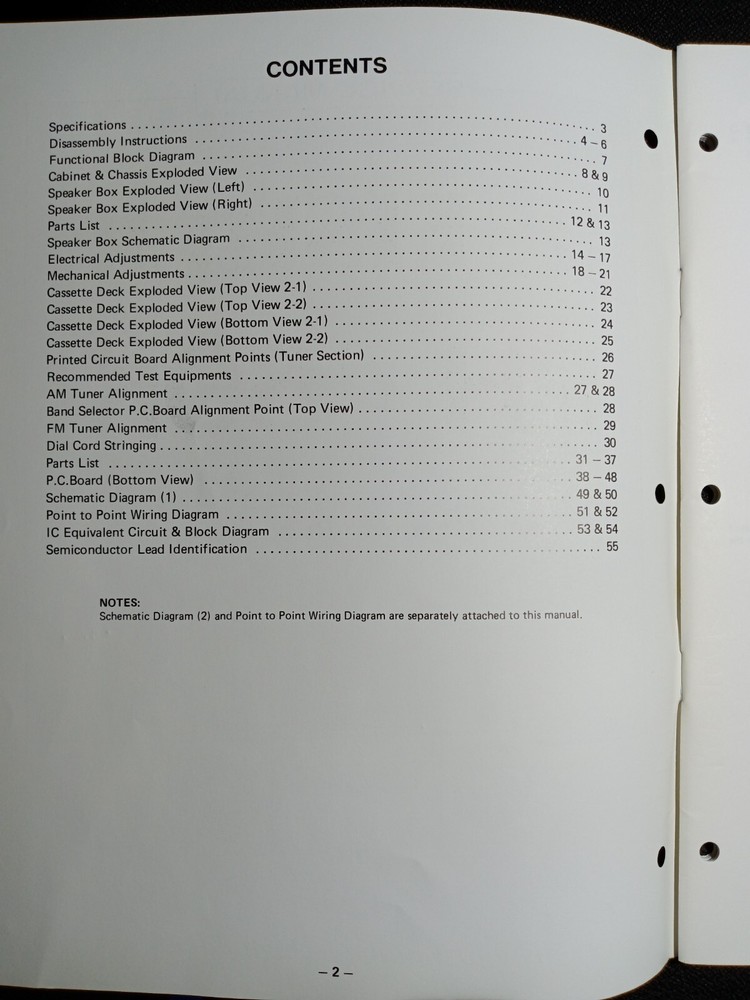 CONTENTS
Specifications . . . . . . . . . . . . . . . . . . . . 3
Disassembly Instructions . . . . . . . . . . . . . . . . . . . . 4 – 6
Functional Block Diagram . . . . . . . . . . . . . . . . . . . . 7
Cabinet & Chassis Exploded View . . . . . . . . . . . . . . . . . . . . 8 & 9
Speaker Box Exploded View (Left) . . . . . . . . . . . . . . . . . . . . 10
Speaker Box Exploded View (Right) . . . . . . . . . . . . . . . . . . . . 11
Parts List . . . . . . . . . . . . . . . . . . . . 12 & 13
Speaker Box Schematic Diagram . . . . . . . . . . . . . . . . . . . . 13
Electrical Adjustments . . . . . . . . . . . . . . . . . . . . 14 – 17
Mechanical Adjustments . . . . . . . . . . . . . . . . . . . . 18 – 21
Cassette Deck Exploded View (Top View 2-1) . . . . . . . . . . . . . . . . . . . . 22
Cassette Deck Exploded View (Top View 2-2) . . . . . . . . . . . . . . . . . . . . 23
Cassette Deck Exploded View (Bottom View 2-1) . . . . . . . . . . . . . . . . . . . . 24
Cassette Deck Exploded View (Bottom View 2-2) . . . . . . . . . . . . . . . . . . . . 25
Printed Circuit Board Alignment Points (Tuner Section) . . . . . . . . . . . . . . . . . . . . 26
Recommended Test Equipments . . . . . . . . . . . . . . . . . . . . 27
AM Tuner Alignment . . . . . . . . . . . . . . . . . . . . 27 & 28
Band Selector P.C.Board Alignment Point (Top View) . . . . . . . . . . . . . . . . . . . . 28
FM Tuner Alignment . . . . . . . . . . . . . . . . . . . . 29
Dial Cord Stringing . . . . . . . . . . . . . . . . . . . . 30
Parts List . . . . . . . . . . . . . . . . . . . . 31 – 37
P.C.Board (Bottom View) . . . . . . . . . . . . . . . . . . . . 38 – 48
Schematic Diagram (1) . . . . . . . . . . . . . . . . . . . . 49 & 50
Point to Point Wiring Diagram . . . . . . . . . . . . . . . . . . . . 51 & 52
IC Equivalent Circuit & Block Diagram . . . . . . . . . . . . . . . . . . . . 53 & 54
Semiconductor Lead Identification . . . . . . . . . . . . . . . . . . . . 55
NOTES:
Schematic Diagram (2) and Point to Point Wiring Diagram are separately attached to this manual.
– 2 –